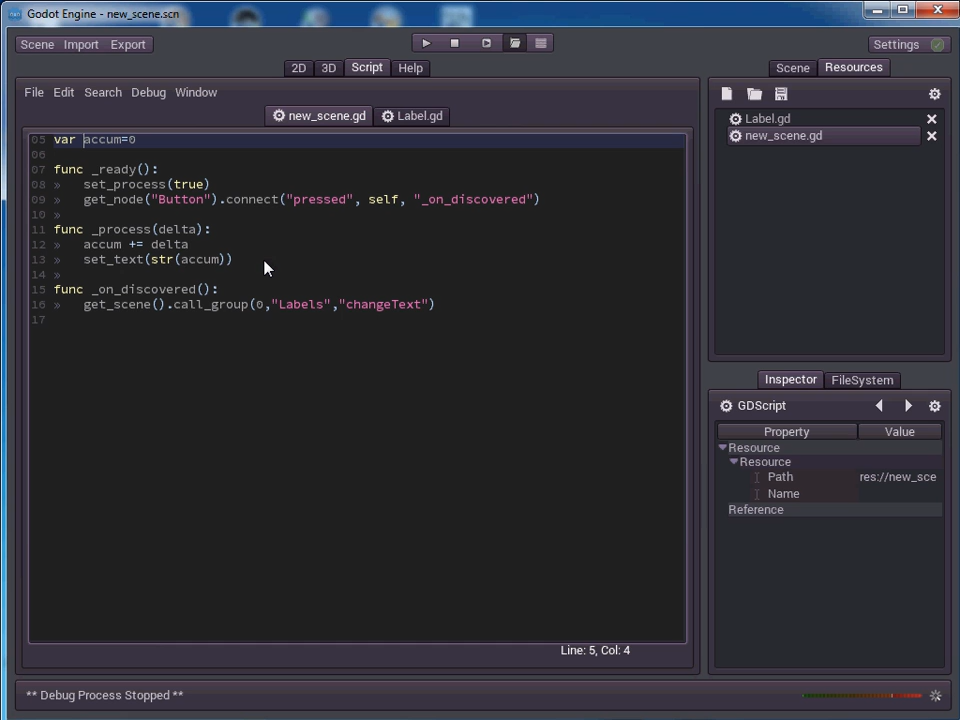 Godot Engine - new_scene.scn
Scene Import Export
Settings
2D 3D Script Help
Scene Resources
File Edit Search Debug Window
new_scene.gd Label.gd
05 var accum=0
06
07 func _ready():
08 » set_process(true)
09 » get_node("Button").connect("pressed", self, "_on_discovered")
10 »
11 func _process(delta):
12 » accum += delta
13 » set_text(str(accum))
14 »
15 func _on_discovered():
16 » get_scene().call_group(0,"Labels","changeText")
17
Line: 5, Col: 4
Label.gd
new_scene.gd
Inspector FileSystem
GDScript
Property Value
Resource
Resource
Path res://new_sce
Name
Reference
** Debug Process Stopped **